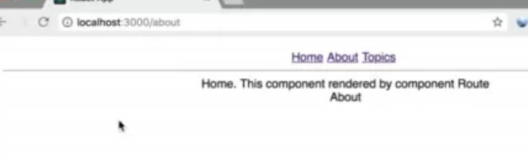 localhost:3000/about
Home About Topics
Home. This component rendered by component Route
About